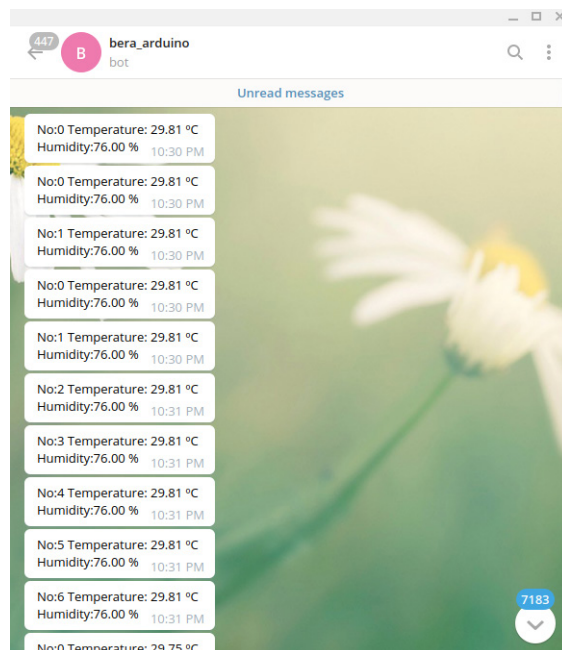 447
B
bera_arduino
bot
Unread messages
No:0 Temperature: 29.81 ºC
Humidity:76.00 % 10:30 PM
No:0 Temperature: 29.81 ºC
Humidity:76.00 % 10:30 PM
No:1 Temperature: 29.81 ºC
Humidity:76.00 % 10:30 PM
No:0 Temperature: 29.81 ºC
Humidity:76.00 % 10:30 PM
No:1 Temperature: 29.81 ºC
Humidity:76.00 % 10:30 PM
No:2 Temperature: 29.81 ºC
Humidity:76.00 % 10:31 PM
No:3 Temperature: 29.81 ºC
Humidity:76.00 % 10:31 PM
No:4 Temperature: 29.81 ºC
Humidity:76.00 % 10:31 PM
No:5 Temperature: 29.81 ºC
Humidity:76.00 % 10:31 PM
No:6 Temperature: 29.81 ºC
Humidity:76.00 % 10:31 PM
7183
No:0 Temperature: 29.75 ºC